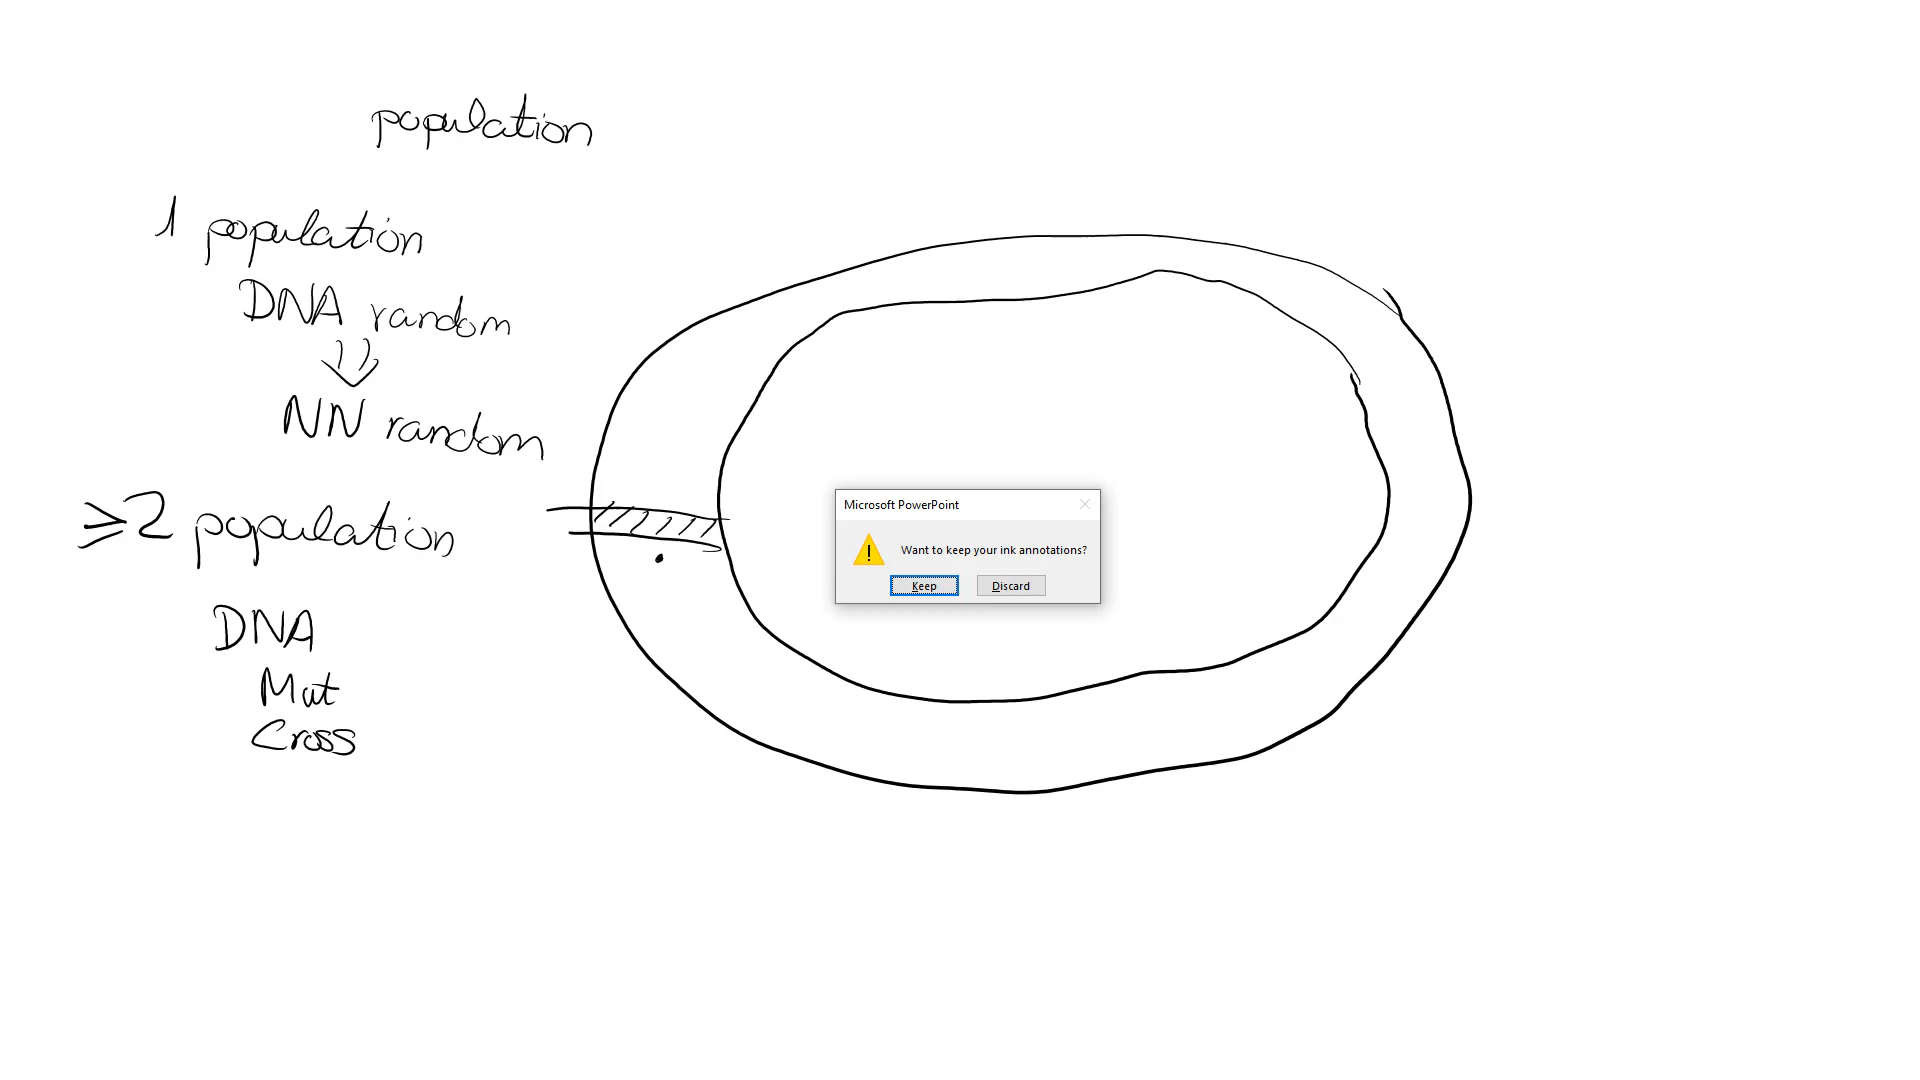 population
1 population
DNA random
NN random
≥2 population
DNA
Mut
Cross
Microsoft PowerPoint
Want to keep your ink annotations?
Keep Discard